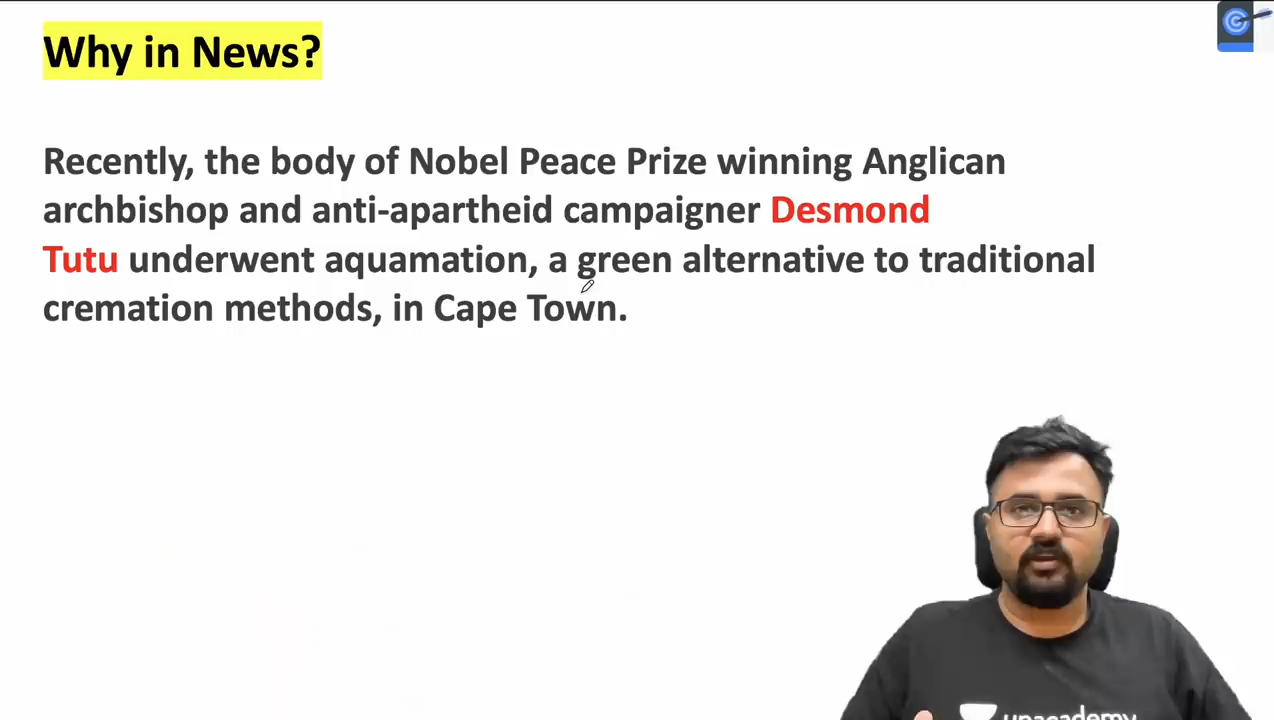 Why in News?
Recently, the body of Nobel Peace Prize winning Anglican
archbishop and anti-apartheid campaigner Desmond
Tutu underwent aquamation, a green alternative to traditional
cremation methods, in Cape Town.
unacademy